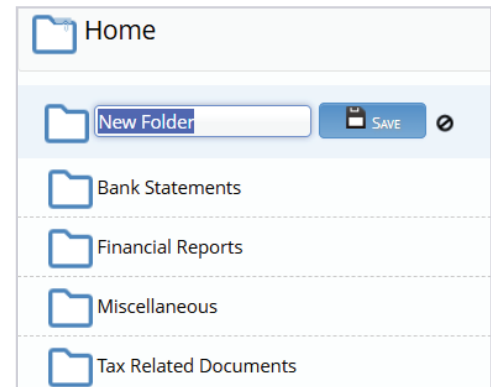 Home
New Folder
SAVE
Bank Statements
Financial Reports
Miscellaneous
Tax Related Documents